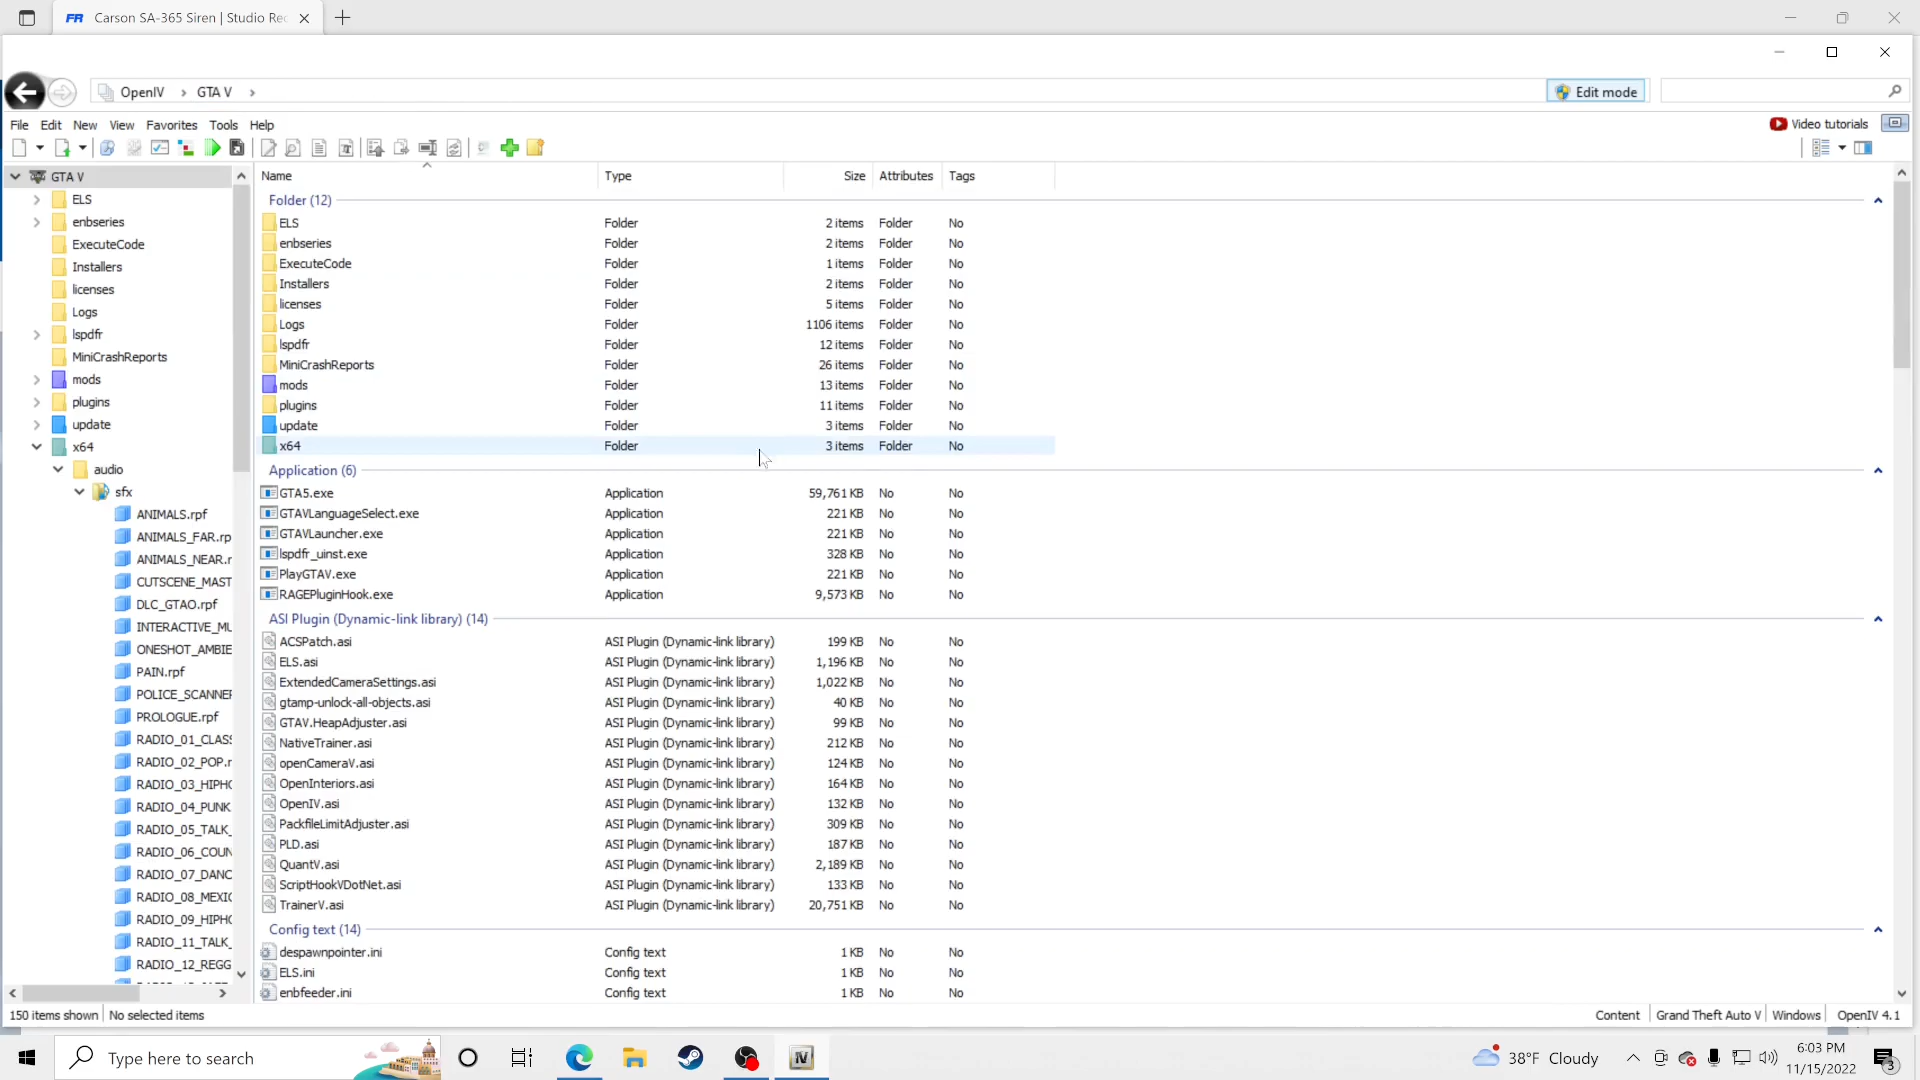 Carson SA-365 Siren | Studio Rec
OpenIV
GTA V
Edit mode
File Edit New View Favorites Tools Help
Video tutorials
GTA V
ELS
enbseries
ExecuteCode
Installers
licenses
Logs
lspdfr
MiniCrashReports
mods
plugins
update
x64
audio
sfx
ANIMALS.rpf
ANIMALS_FAR.rp
ANIMALS_NEAR.r
CUTSCENE_MAST
DLC_GTAO.rpf
INTERACTIVE_MU
ONESHOT_AMBIE
PAIN.rpf
POLICE_SCANNER
PROLOGUE.rpf
RADIO_01_CLASS
RADIO_02_POP.r
RADIO_03_HIPHO
RADIO_04_PUNK
RADIO_05_TALK_
RADIO_06_COUN
RADIO_07_DANC
RADIO_08_MEXIC
RADIO_09_HIPHO
RADIO_11_TALK_
RADIO_12_REGG
Name Type Size Attributes Tags
Folder (12)
ELS Folder 2 items Folder No
enbseries Folder 2 items Folder No
ExecuteCode Folder 1 items Folder No
Installers Folder 2 items Folder No
licenses Folder 5 items Folder No
Logs Folder 1106 items Folder No
lspdfr Folder 12 items Folder No
MiniCrashReports Folder 26 items Folder No
mods Folder 13 items Folder No
plugins Folder 11 items Folder No
update Folder 3 items Folder No
x64 Folder 3 items Folder No
Application (6)
GTA5.exe Application 59,761 KB No No
GTAVLanguageSelect.exe Application 221 KB No No
GTAVLauncher.exe Application 221 KB No No
lspdfr_uinst.exe Application 328 KB No No
PlayGTAV.exe Application 221 KB No No
RAGEPluginHook.exe Application 9,573 KB No No
ASI Plugin (Dynamic-link library) (14)
ACSPatch.asi ASI Plugin (Dynamic-link library) 199 KB No No
ELS.asi ASI Plugin (Dynamic-link library) 1,196 KB No No
ExtendedCameraSettings.asi ASI Plugin (Dynamic-link library) 1,022 KB No No
gtamp-unlock-all-objects.asi ASI Plugin (Dynamic-link library) 40 KB No No
GTAV.HeapAdjuster.asi ASI Plugin (Dynamic-link library) 99 KB No No
NativeTrainer.asi ASI Plugin (Dynamic-link library) 212 KB No No
openCameraV.asi ASI Plugin (Dynamic-link library) 124 KB No No
OpenInteriors.asi ASI Plugin (Dynamic-link library) 164 KB No No
OpenIV.asi ASI Plugin (Dynamic-link library) 132 KB No No
PackfileLimitAdjuster.asi ASI Plugin (Dynamic-link library) 309 KB No No
PLD.asi ASI Plugin (Dynamic-link library) 187 KB No No
QuantV.asi ASI Plugin (Dynamic-link library) 2,189 KB No No
ScriptHookVDotNet.asi ASI Plugin (Dynamic-link library) 133 KB No No
TrainerV.asi ASI Plugin (Dynamic-link library) 20,751 KB No No
Config text (14)
despawnpointer.ini Config text 1 KB No No
ELS.ini Config text 1 KB No No
enbfeeder.ini Config text 1 KB No No
150 items shown No selected items
Content Grand Theft Auto V Windows OpenIV 4.1
Type here to search
38°F Cloudy
6:03 PM
11/15/2022
3